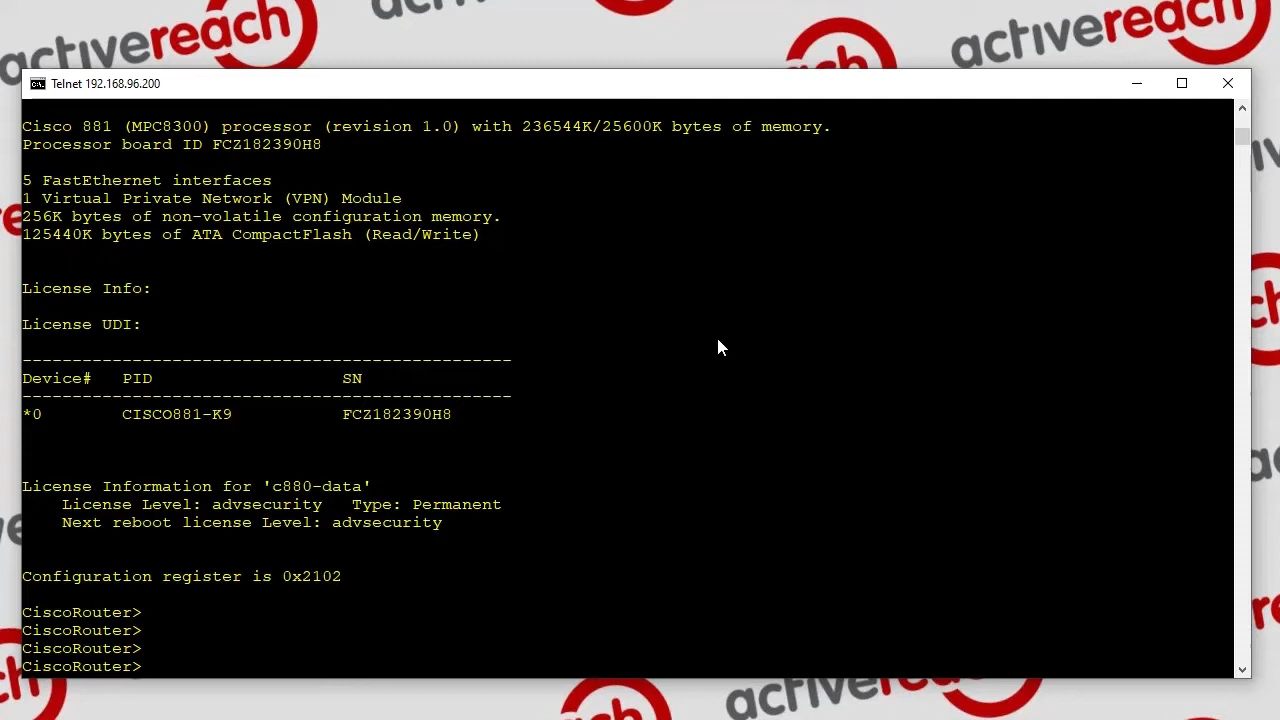 activereach
activereach
Telnet 192.168.96.200
Cisco 881 (MPC8300) processor (revision 1.0) with 236544K/25600K bytes of memory.
Processor board ID FCZ182390H8
5 FastEthernet interfaces
1 Virtual Private Network (VPN) Module
256K bytes of non-volatile configuration memory.
125440K bytes of ATA CompactFlash (Read/Write)
License Info:
License UDI:
-------------------------------------------------
Device#   PID                   SN
-------------------------------------------------
*0        CISCO881-K9           FCZ182390H8
License Information for 'c880-data'
    License Level: advsecurity   Type: Permanent
    Next reboot license Level: advsecurity
Configuration register is 0x2102
CiscoRouter>
CiscoRouter>
CiscoRouter>
CiscoRouter>
activereach